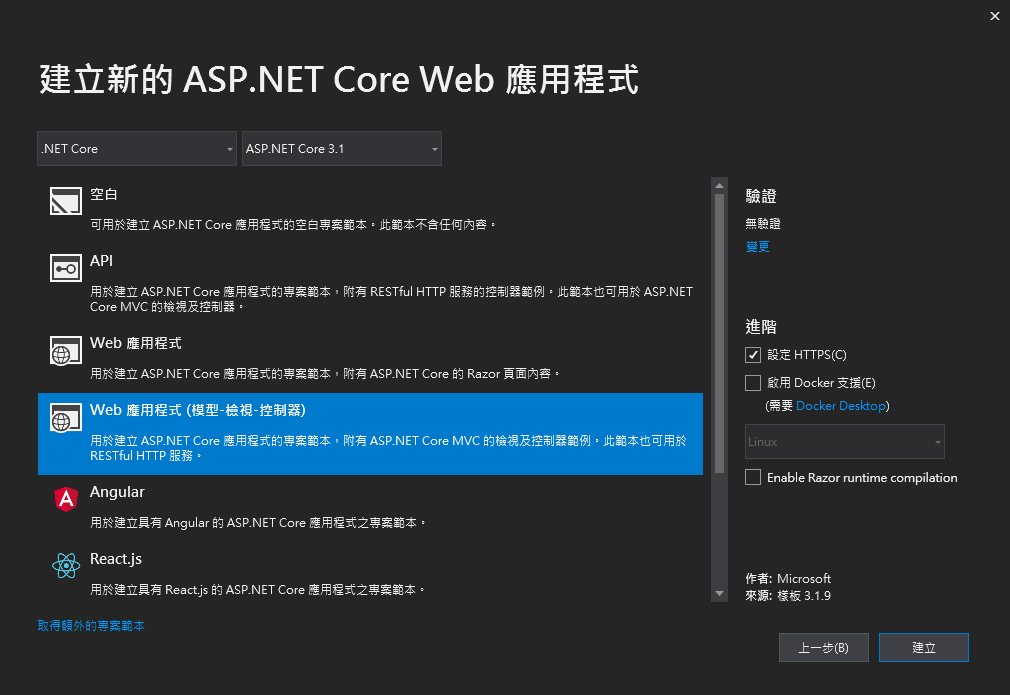 建立新的 ASP.NET Core Web 應用程式
.NET Core
ASP.NET Core 3.1
空白
可用於建立 ASP.NET Core 應用程式的空白專案範本。此範本不含任何內容。
API
用於建立 ASP.NET Core 應用程式的專案範本，附有 RESTful HTTP 服務的控制器範例。此範本也可用於 ASP.NET
Core MVC 的檢視及控制器。
Web 應用程式
用於建立 ASP.NET Core 應用程式的專案範本，附有 ASP.NET Core 的 Razor 頁面內容。
Web 應用程式 (模型-檢視-控制器)
用於建立 ASP.NET Core 應用程式的專案範本，附有 ASP.NET Core MVC 的檢視及控制器範例。此範本也可用於
RESTful HTTP 服務。
Angular
用於建立具有 Angular 的 ASP.NET Core 應用程式之專案範本。
React.js
用於建立具有 React.js 的 ASP.NET Core 應用程式之專案範本。
取得額外的專案範本
驗證
無驗證
變更
進階
設定 HTTPS(C)
啟用 Docker 支援(E)
(需要 Docker Desktop)
Linux
Enable Razor runtime compilation
作者: Microsoft
來源: 樣板 3.1.9
上一步(B)
建立